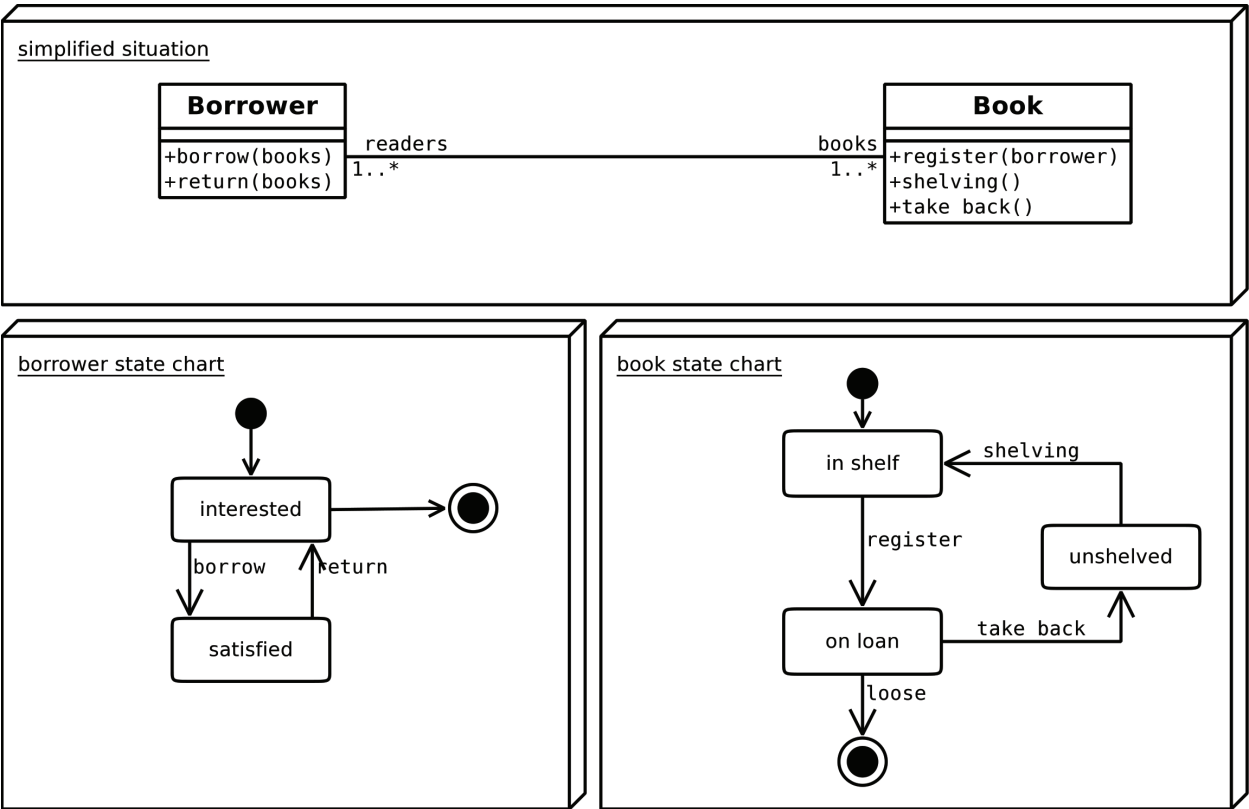 simplified situation
Borrower
+borrow(books)
+return(books)
readers
1..*
books
1..*
Book
+register(borrower)
+shelving()
+take back()
borrower state chart
interested
borrow
return
satisfied
book state chart
in shelf
shelving
register
unshelved
on loan
take back
loose